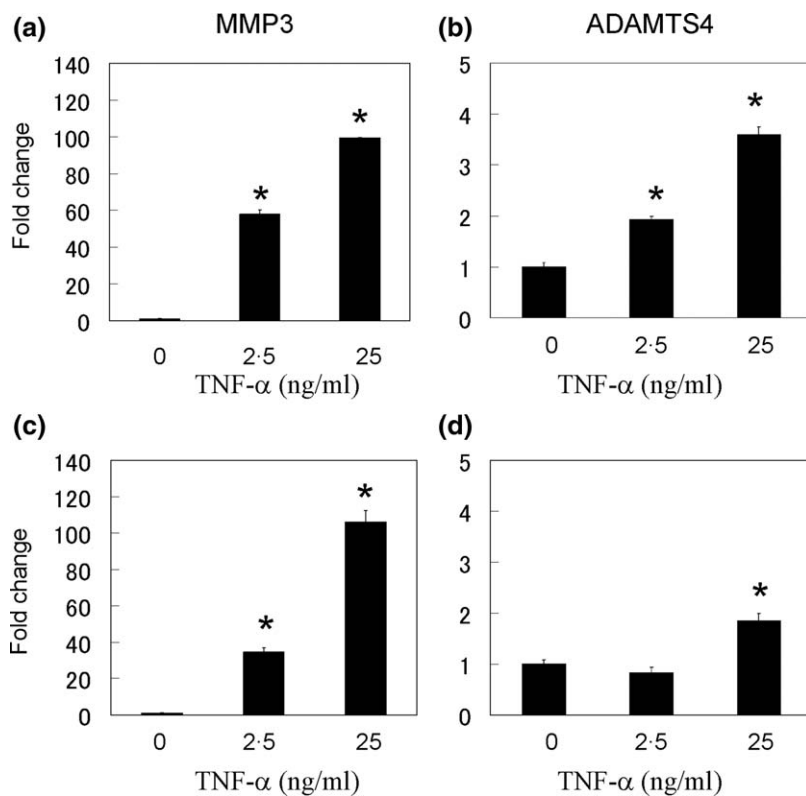 (a) MMP3
(b) ADAMTS4
Fold change
140
120
100
80
60
40
20
0
* *
0 2·5 25
TNF-α (ng/ml)
5
4
3
2
1
0
* *
0 2·5 25
TNF-α (ng/ml)
(c)
Fold change
140
120
100
80
60
40
20
0
* *
0 2·5 25
TNF-α (ng/ml)
(d)
5
4
3
2
1
0
*
0 2·5 25
TNF-α (ng/ml)